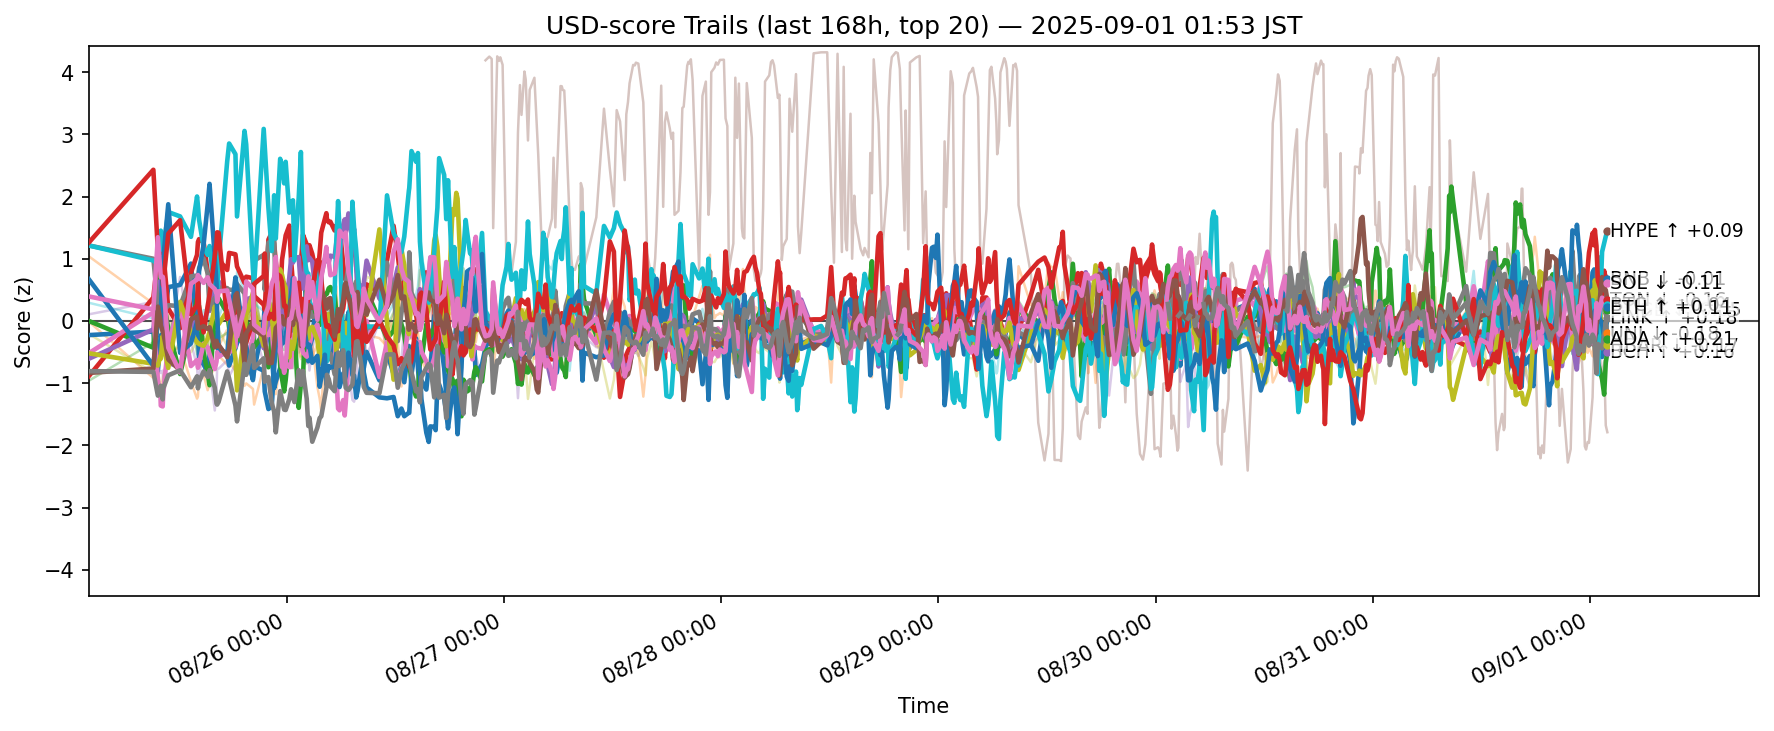 USD-score Trails (last 168h, top 20) — 2025-09-01 01:53 JST
Score (z)
4
3
2
1
0
−1
−2
−3
−4
HYPE ↑ +0.09
SOL ↓ -0.11
ETH ↑ +0.11
ADA ↑ +0.21
08/26 00:00
08/27 00:00
08/28 00:00
08/29 00:00
08/30 00:00
08/31 00:00
09/01 00:00
Time